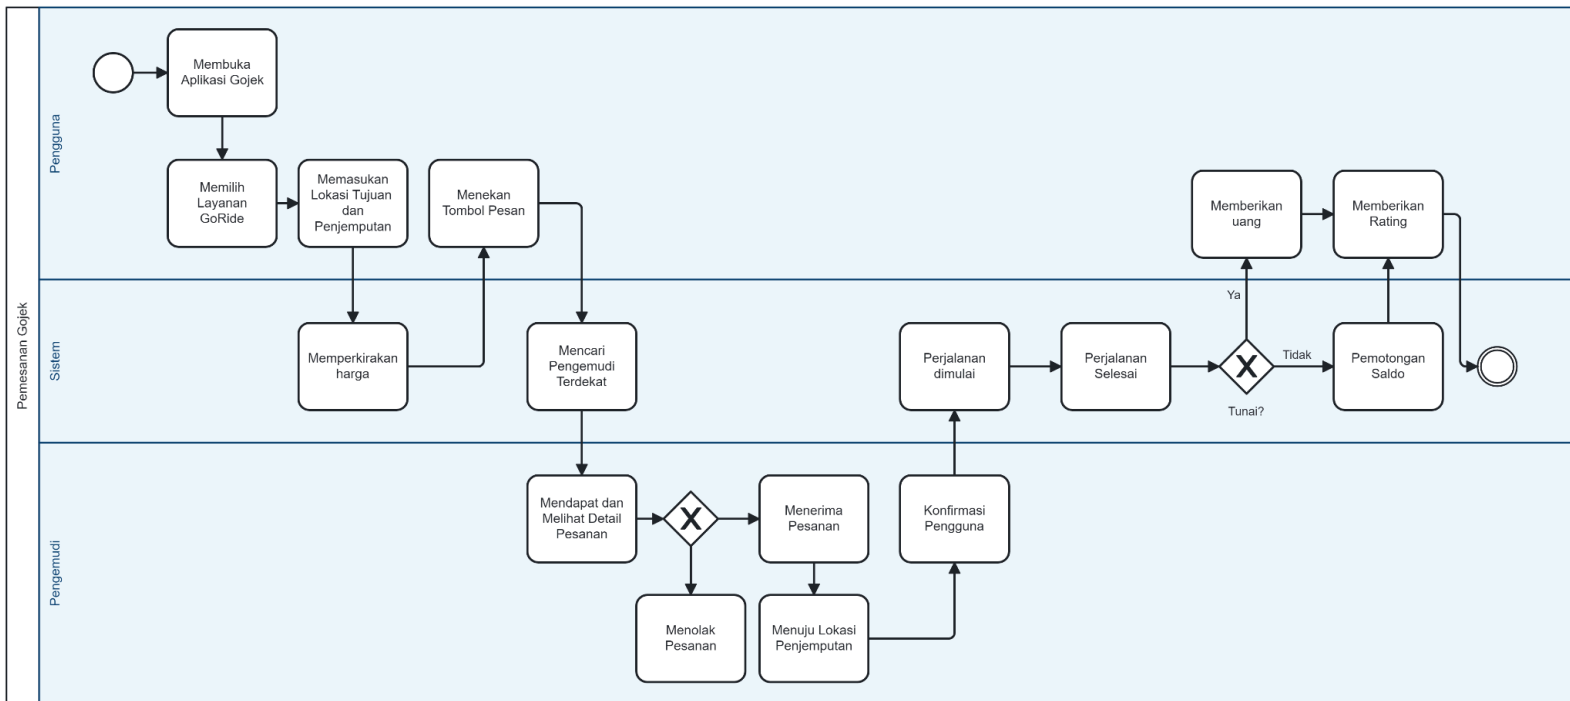 Pemesanan Gojek
Pengguna
Membuka
Aplikasi Gojek
Memilih
Layanan
GoRide
Memasukan
Lokasi Tujuan
dan
Penjemputan
Menekan
Tombol Pesan
Memberikan
uang
Memberikan
Rating
Sistem
Memperkirakan
harga
Mencari
Pengemudi
Terdekat
Perjalanan
dimulai
Perjalanan
Selesai
Ya
Tidak
Tunai?
Pemotongan
Saldo
Pengemudi
Mendapat dan
Melihat Detail
Pesanan
Menerima
Pesanan
Konfirmasi
Pengguna
Menolak
Pesanan
Menuju Lokasi
Penjemputan